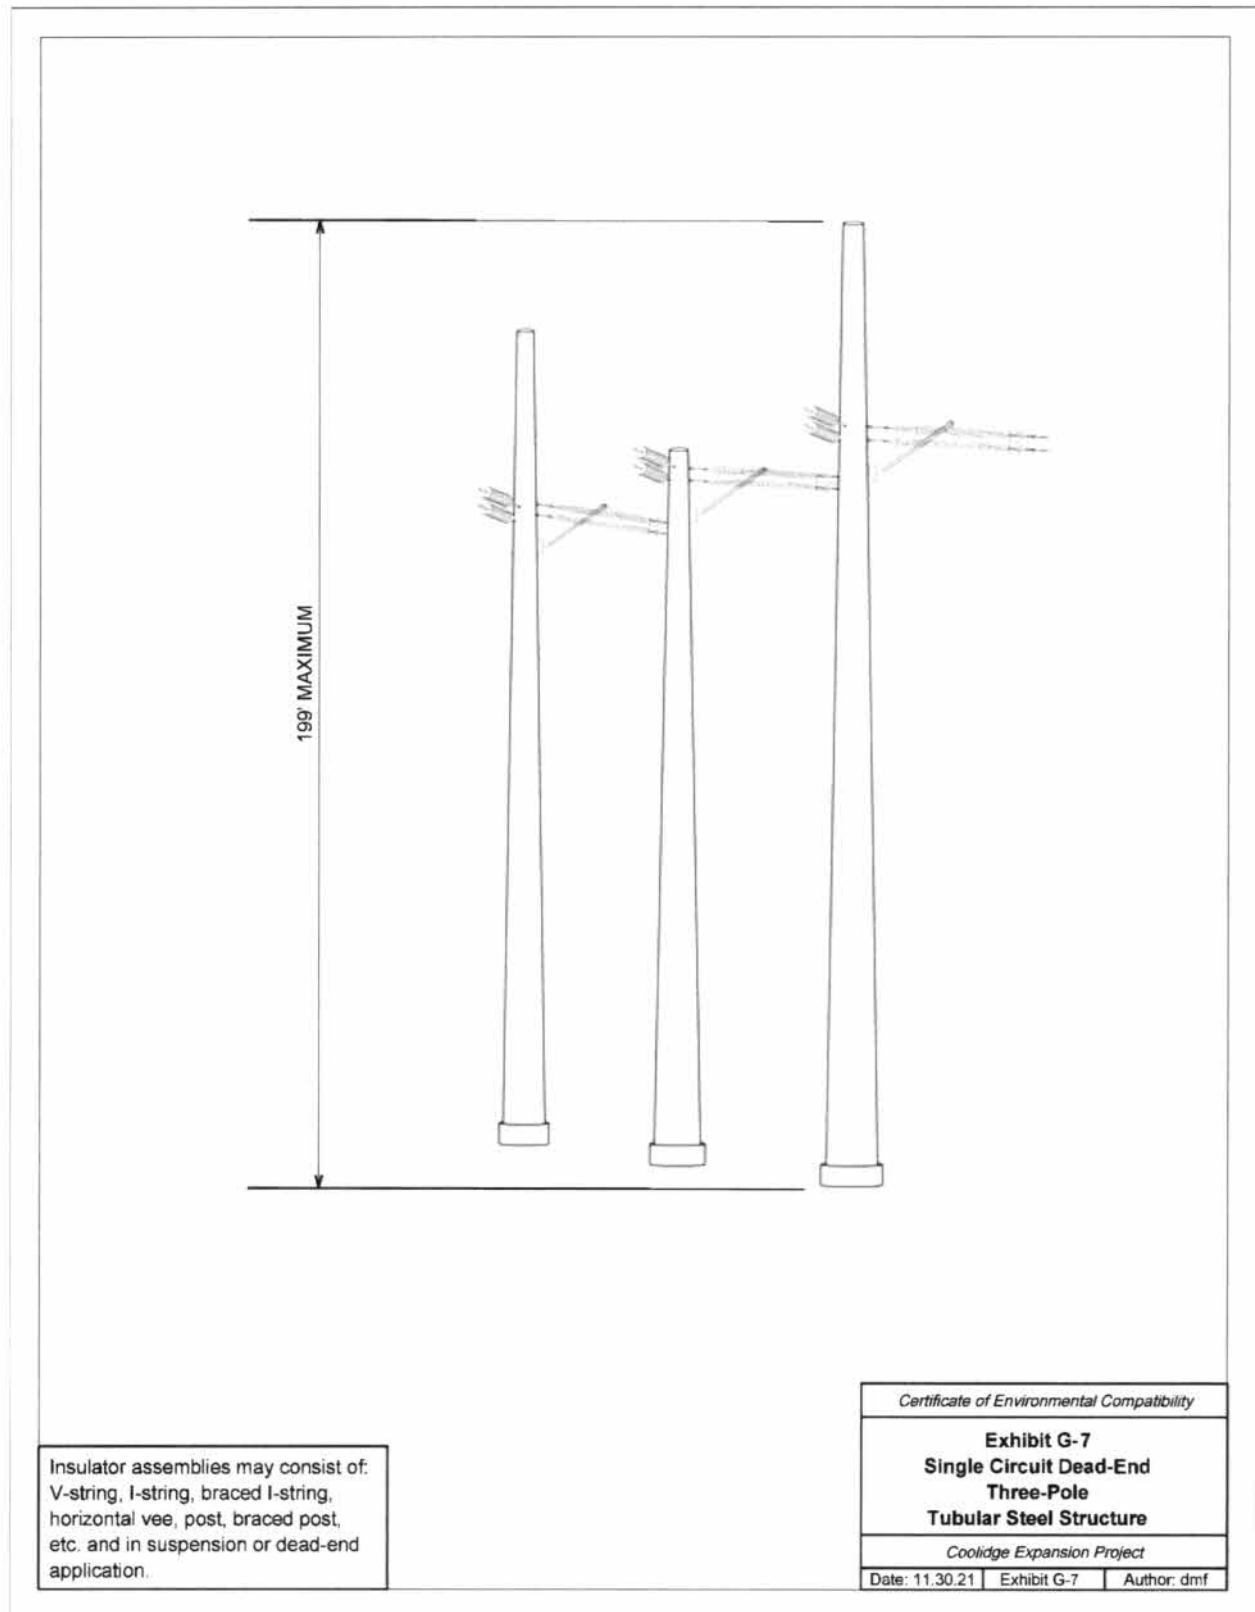 199' MAXIMUM
Insulator assemblies may consist of:
V-string, I-string, braced I-string,
horizontal vee, post, braced post,
etc. and in suspension or dead-end
application.
Certificate of Environmental Compatibility
Exhibit G-7
Single Circuit Dead-End
Three-Pole
Tubular Steel Structure
Coolidge Expansion Project
Date: 11.30.21 Exhibit G-7 Author: dmf